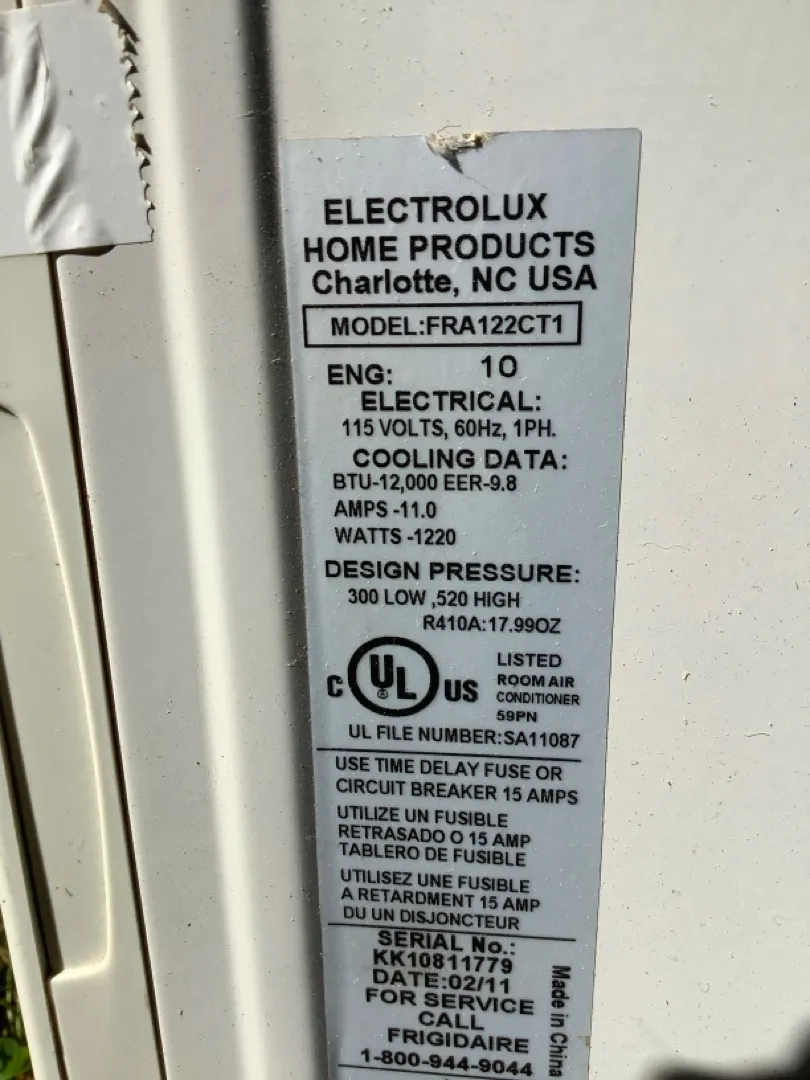 ELECTROLUX
HOME PRODUCTS
Charlotte, NC USA
MODEL:FRA122CT1
ENG: 10
ELECTRICAL:
115 VOLTS, 60Hz, 1PH.
COOLING DATA:
BTU-12,000 EER-9.8
AMPS -11.0
WATTS -1220
DESIGN PRESSURE:
300 LOW ,520 HIGH
R410A:17.99OZ
C UL US
LISTED
ROOM AIR
CONDITIONER
59PN
UL FILE NUMBER:SA11087
USE TIME DELAY FUSE OR
CIRCUIT BREAKER 15 AMPS
UTILIZE UN FUSIBLE
RETRASADO O 15 AMP
TABLERO DE FUSIBLE
UTILISEZ UNE FUSIBLE
A RETARDMENT 15 AMP
DU UN DISJONCTEUR
SERIAL No.:
KK10811779
DATE:02/11
FOR SERVICE
CALL
FRIGIDAIRE
1-800-944-9044
Made in China